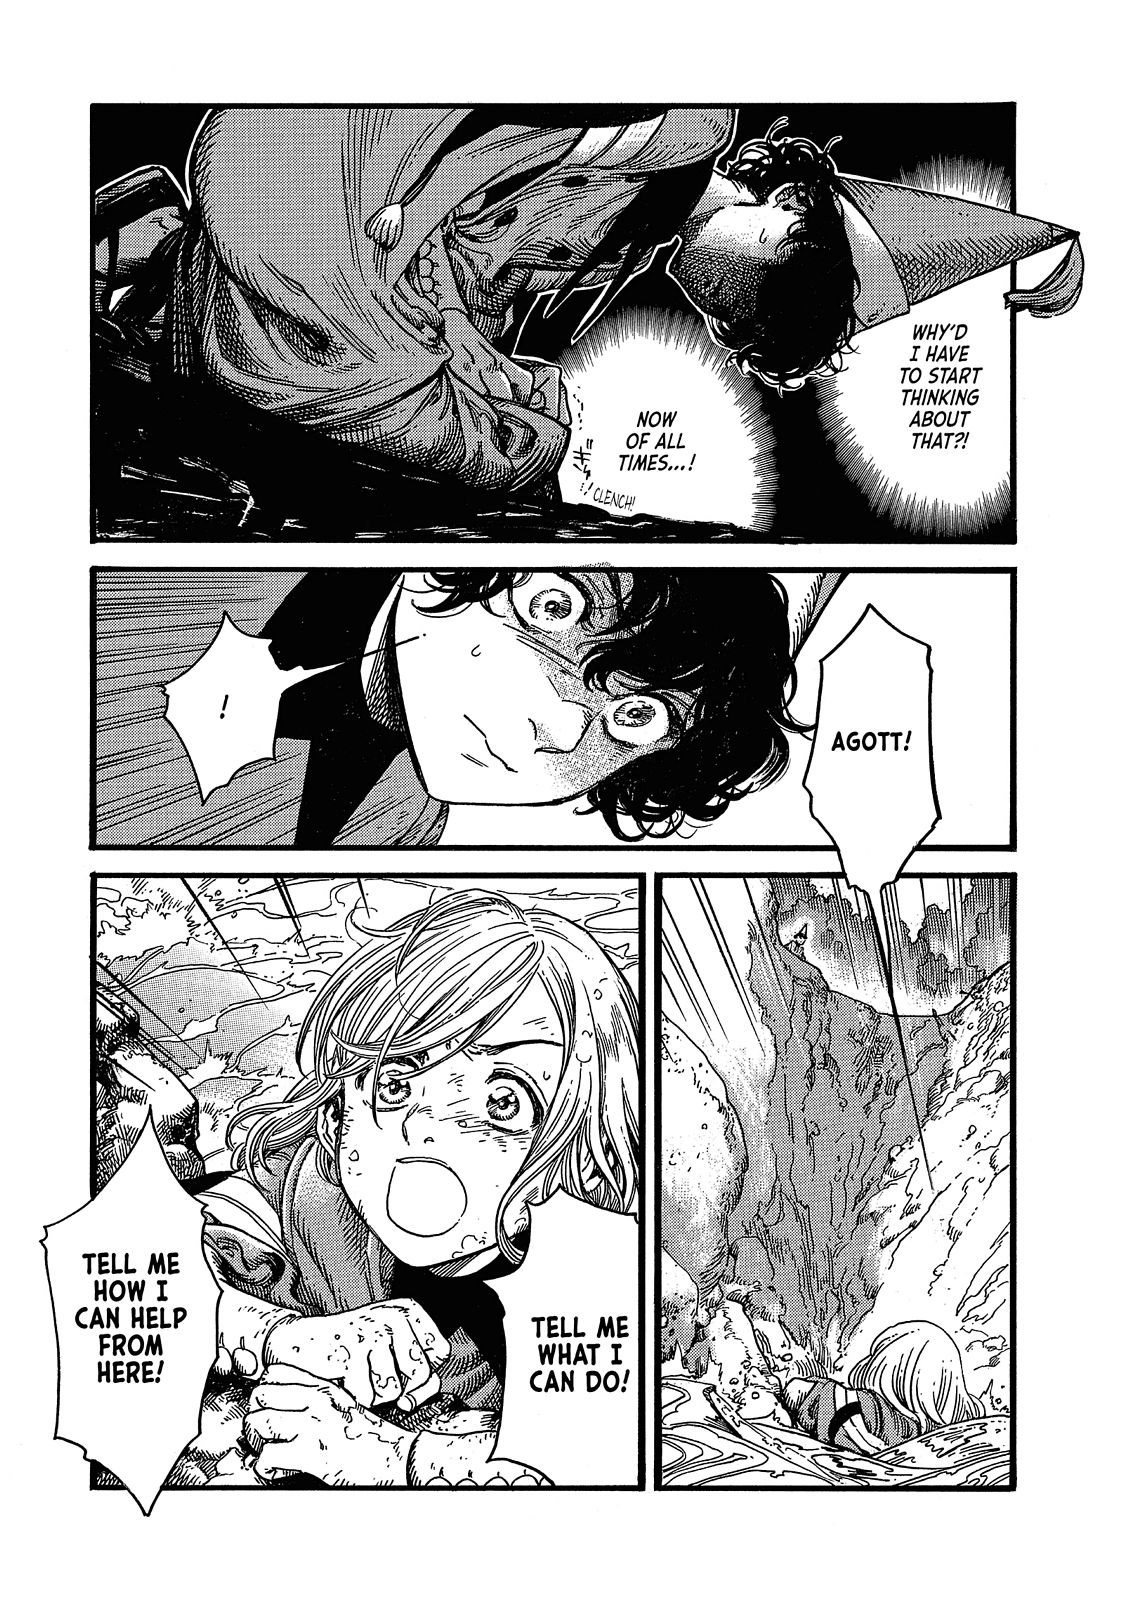 WHY'D
I HAVE
TO START
THINKING
ABOUT
THAT?!
NOW
OF ALL
TIMES...!
ギ
CLENCH!
!
AGOTT!
TELL ME
WHAT I
CAN DO!
TELL ME
HOW I
CAN HELP
FROM
HERE!